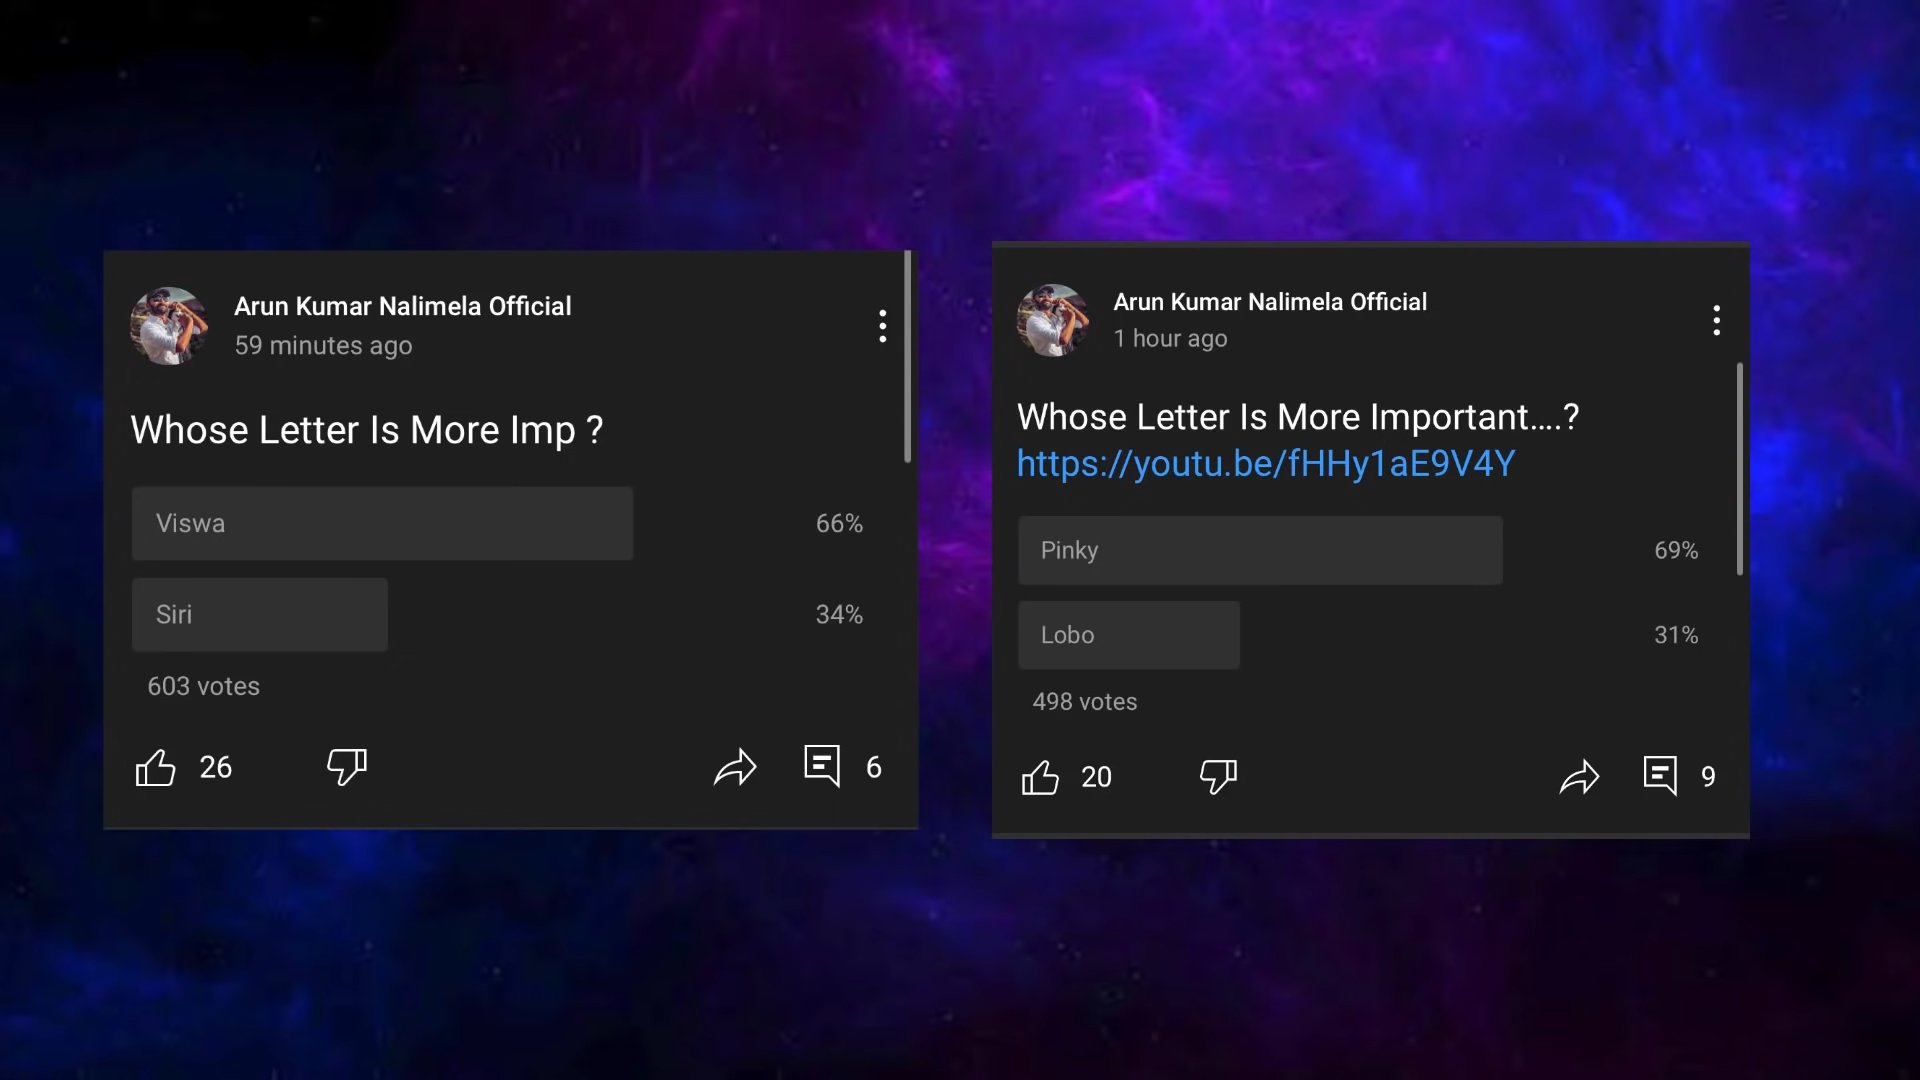 Arun Kumar Nalimela Official
59 minutes ago
Whose Letter Is More Imp ?
Viswa 66%
Siri 34%
603 votes
26 6
Arun Kumar Nalimela Official
1 hour ago
Whose Letter Is More Important....?
https://youtu.be/fHHy1aE9V4Y
Pinky 69%
Lobo 31%
498 votes
20 9